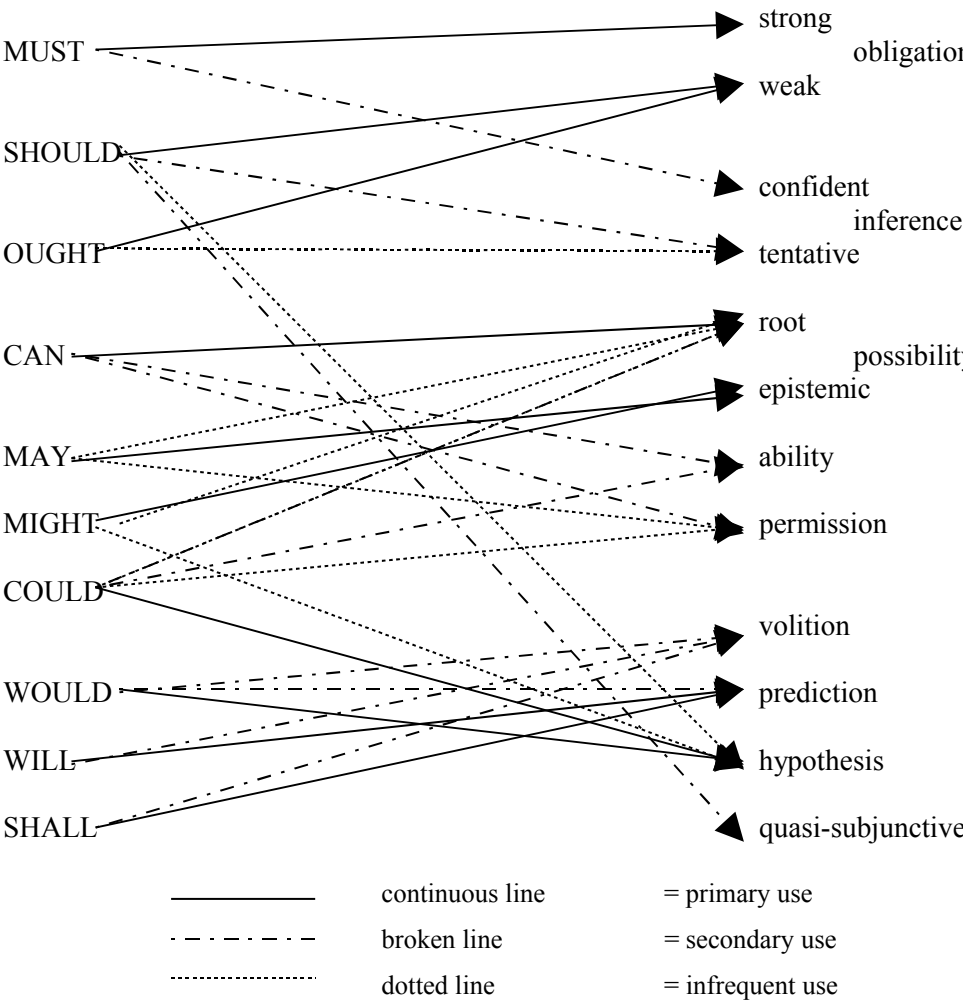 strong
MUST obligation
weak
SHOULD
confident
inference
OUGHT tentative
root
CAN possibility
epistemic
MAY ability
MIGHT permission
COULD
volition
WOULD prediction
WILL hypothesis
SHALL quasi-subjunctive
continuous line = primary use
broken line = secondary use
dotted line = infrequent use